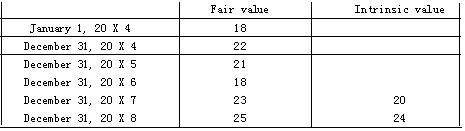 Fair value Intrinsic value
January 1, 20 X 4 18
December 31, 20 X 4 22
December 31, 20 X 5 21
December 31, 20 X 6 18
December 31, 20 X 7 23 20
December 31, 20 X 8 25 24